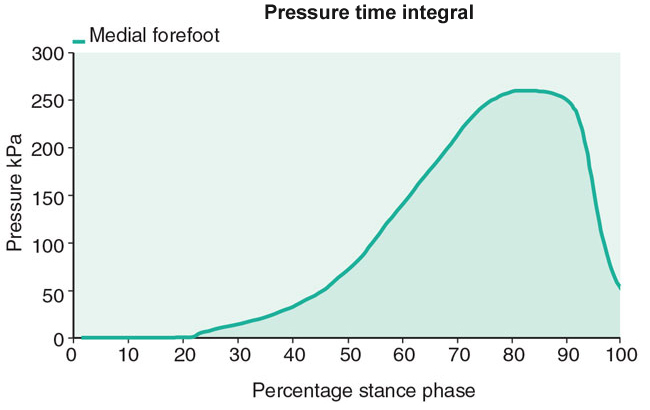 Pressure time integral
Medial forefoot
300
250
200
150
100
50
0
Pressure kPa
0 10 20 30 40 50 60 70 80 90 100
Percentage stance phase